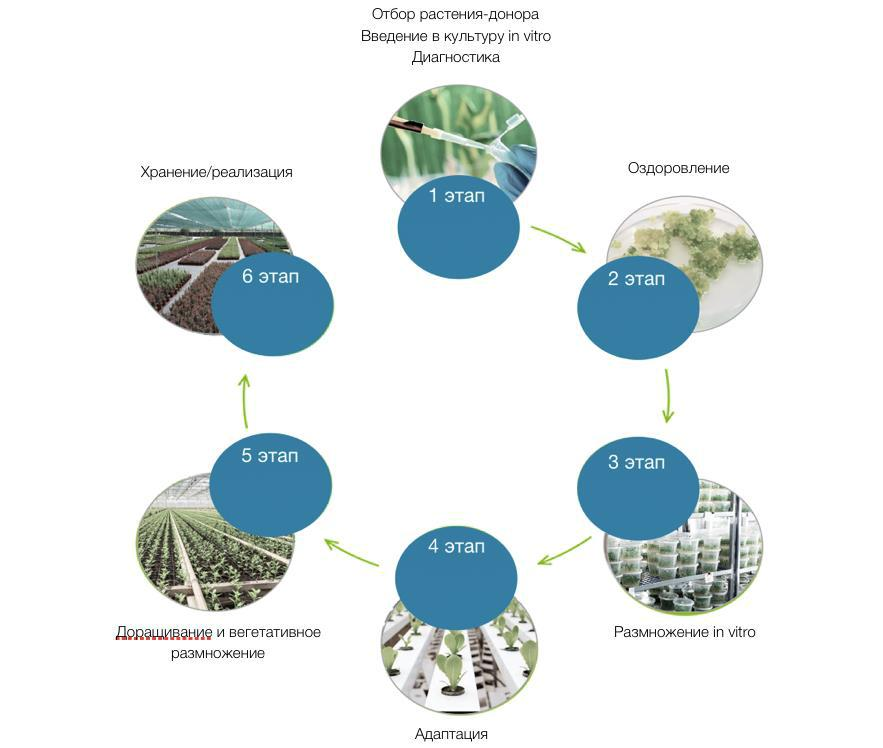 Отбор растения-донора
Введение в культуру in vitro
Диагностика
1 этап
Оздоровление
2 этап
3 этап
Размножение in vitro
4 этап
Адаптация
5 этап
Доращивание и вегетативное
размножение
Хранение/реализация
6 этап